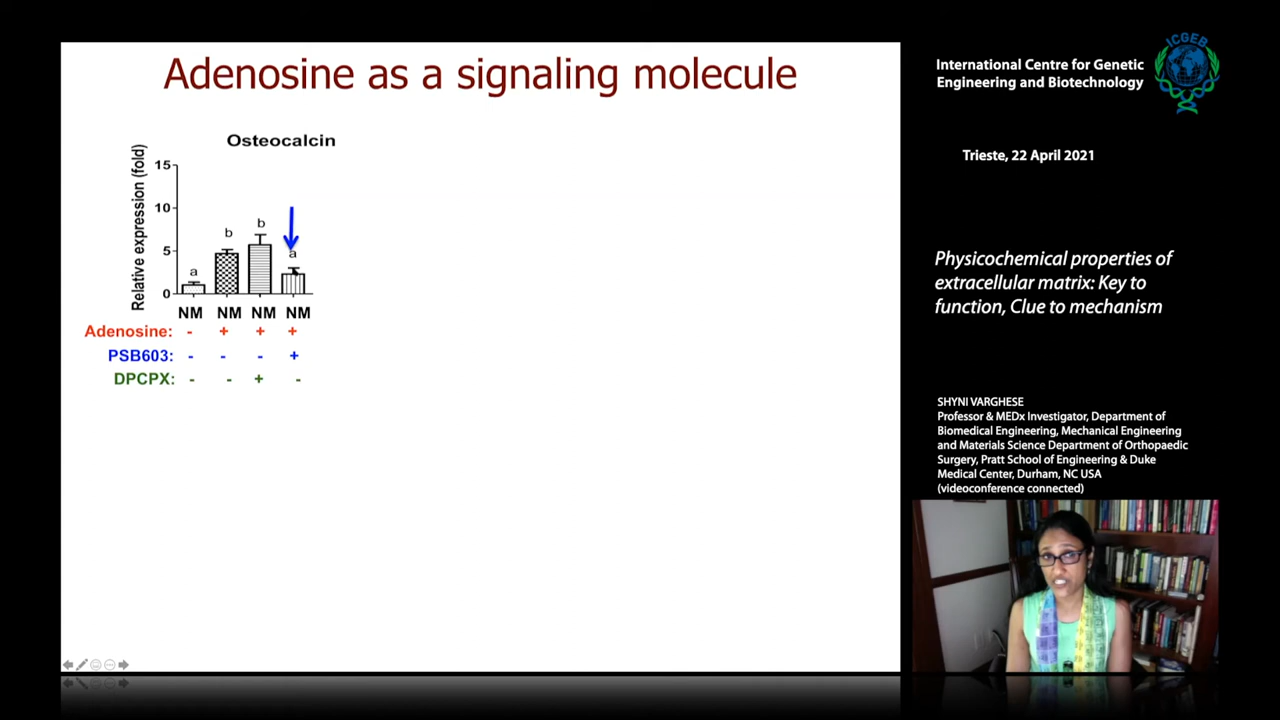 Adenosine as a signaling molecule
Osteocalcin
Relative expression (fold)
15
10
5
0
a
b
b
a
NM NM NM NM
Adenosine: - + + +
PSB603: - - - +
DPCPX: - - + -
ICGEB
International Centre for Genetic
Engineering and Biotechnology
Trieste, 22 April 2021
Physicochemical properties of
extracellular matrix: Key to
function, Clue to mechanism
SHYNI VARGHESE
Professor & MEDx Investigator, Department of
Biomedical Engineering, Mechanical Engineering
and Materials Science Department of Orthopaedic
Surgery, Pratt School of Engineering & Duke
Medical Center, Durham, NC USA
(videoconference connected)